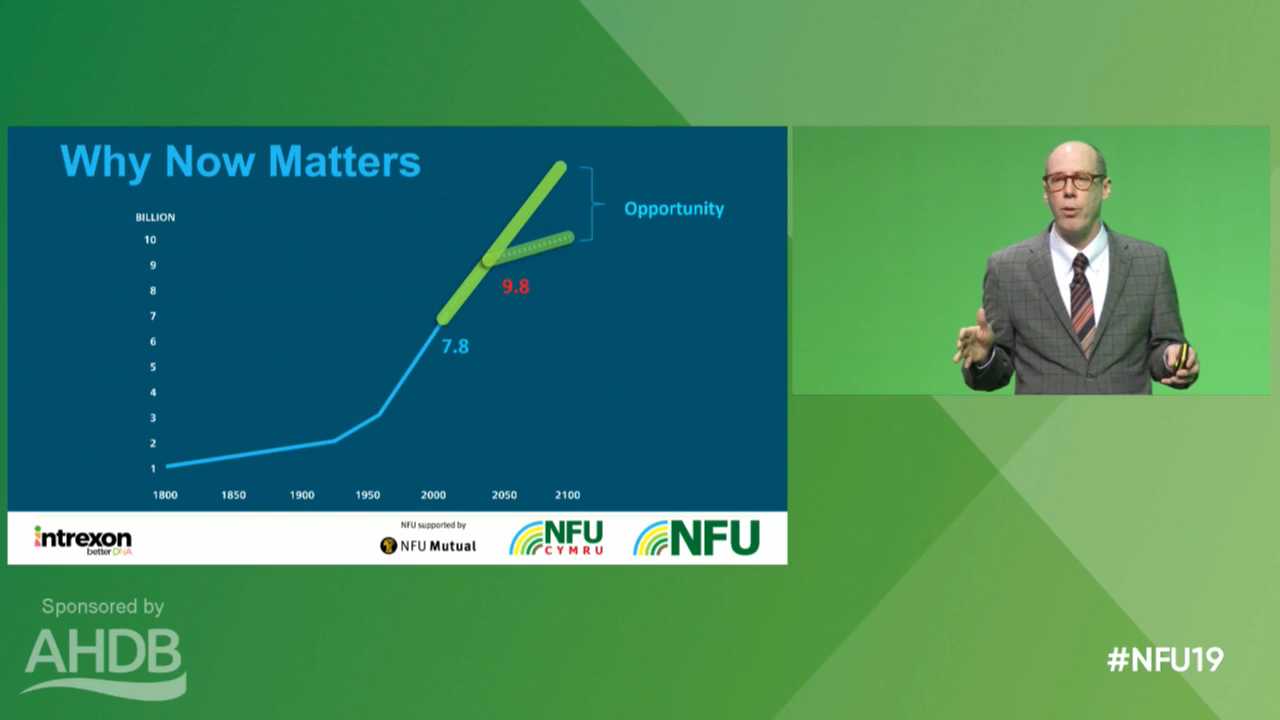 Why Now Matters
BILLION
10
9
8
7
6
5
4
3
2
1
1800 1850 1900 1950 2000 2050 2100
7.8
9.8
Opportunity
intrexon
better DNA
NFU supported by
NFU Mutual
NFU
CYMRU
NFU
Sponsored by
AHDB
#NFU19